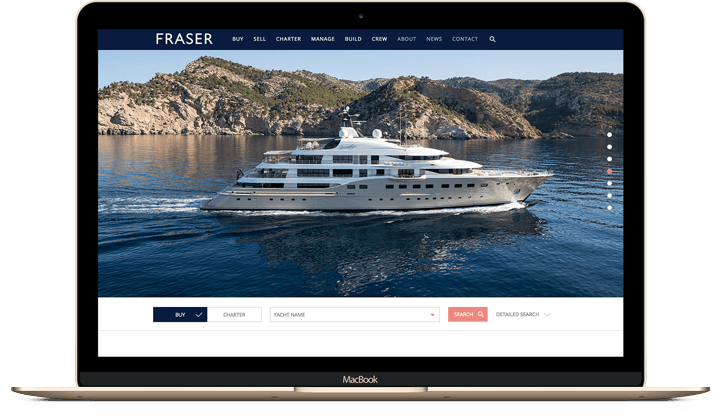 FRASER BUY SELL CHARTER MANAGE BUILD CREW ABOUT NEWS CONTACT
BUY CHARTER YACHT NAME SEARCH DETAILED SEARCH
MacBook